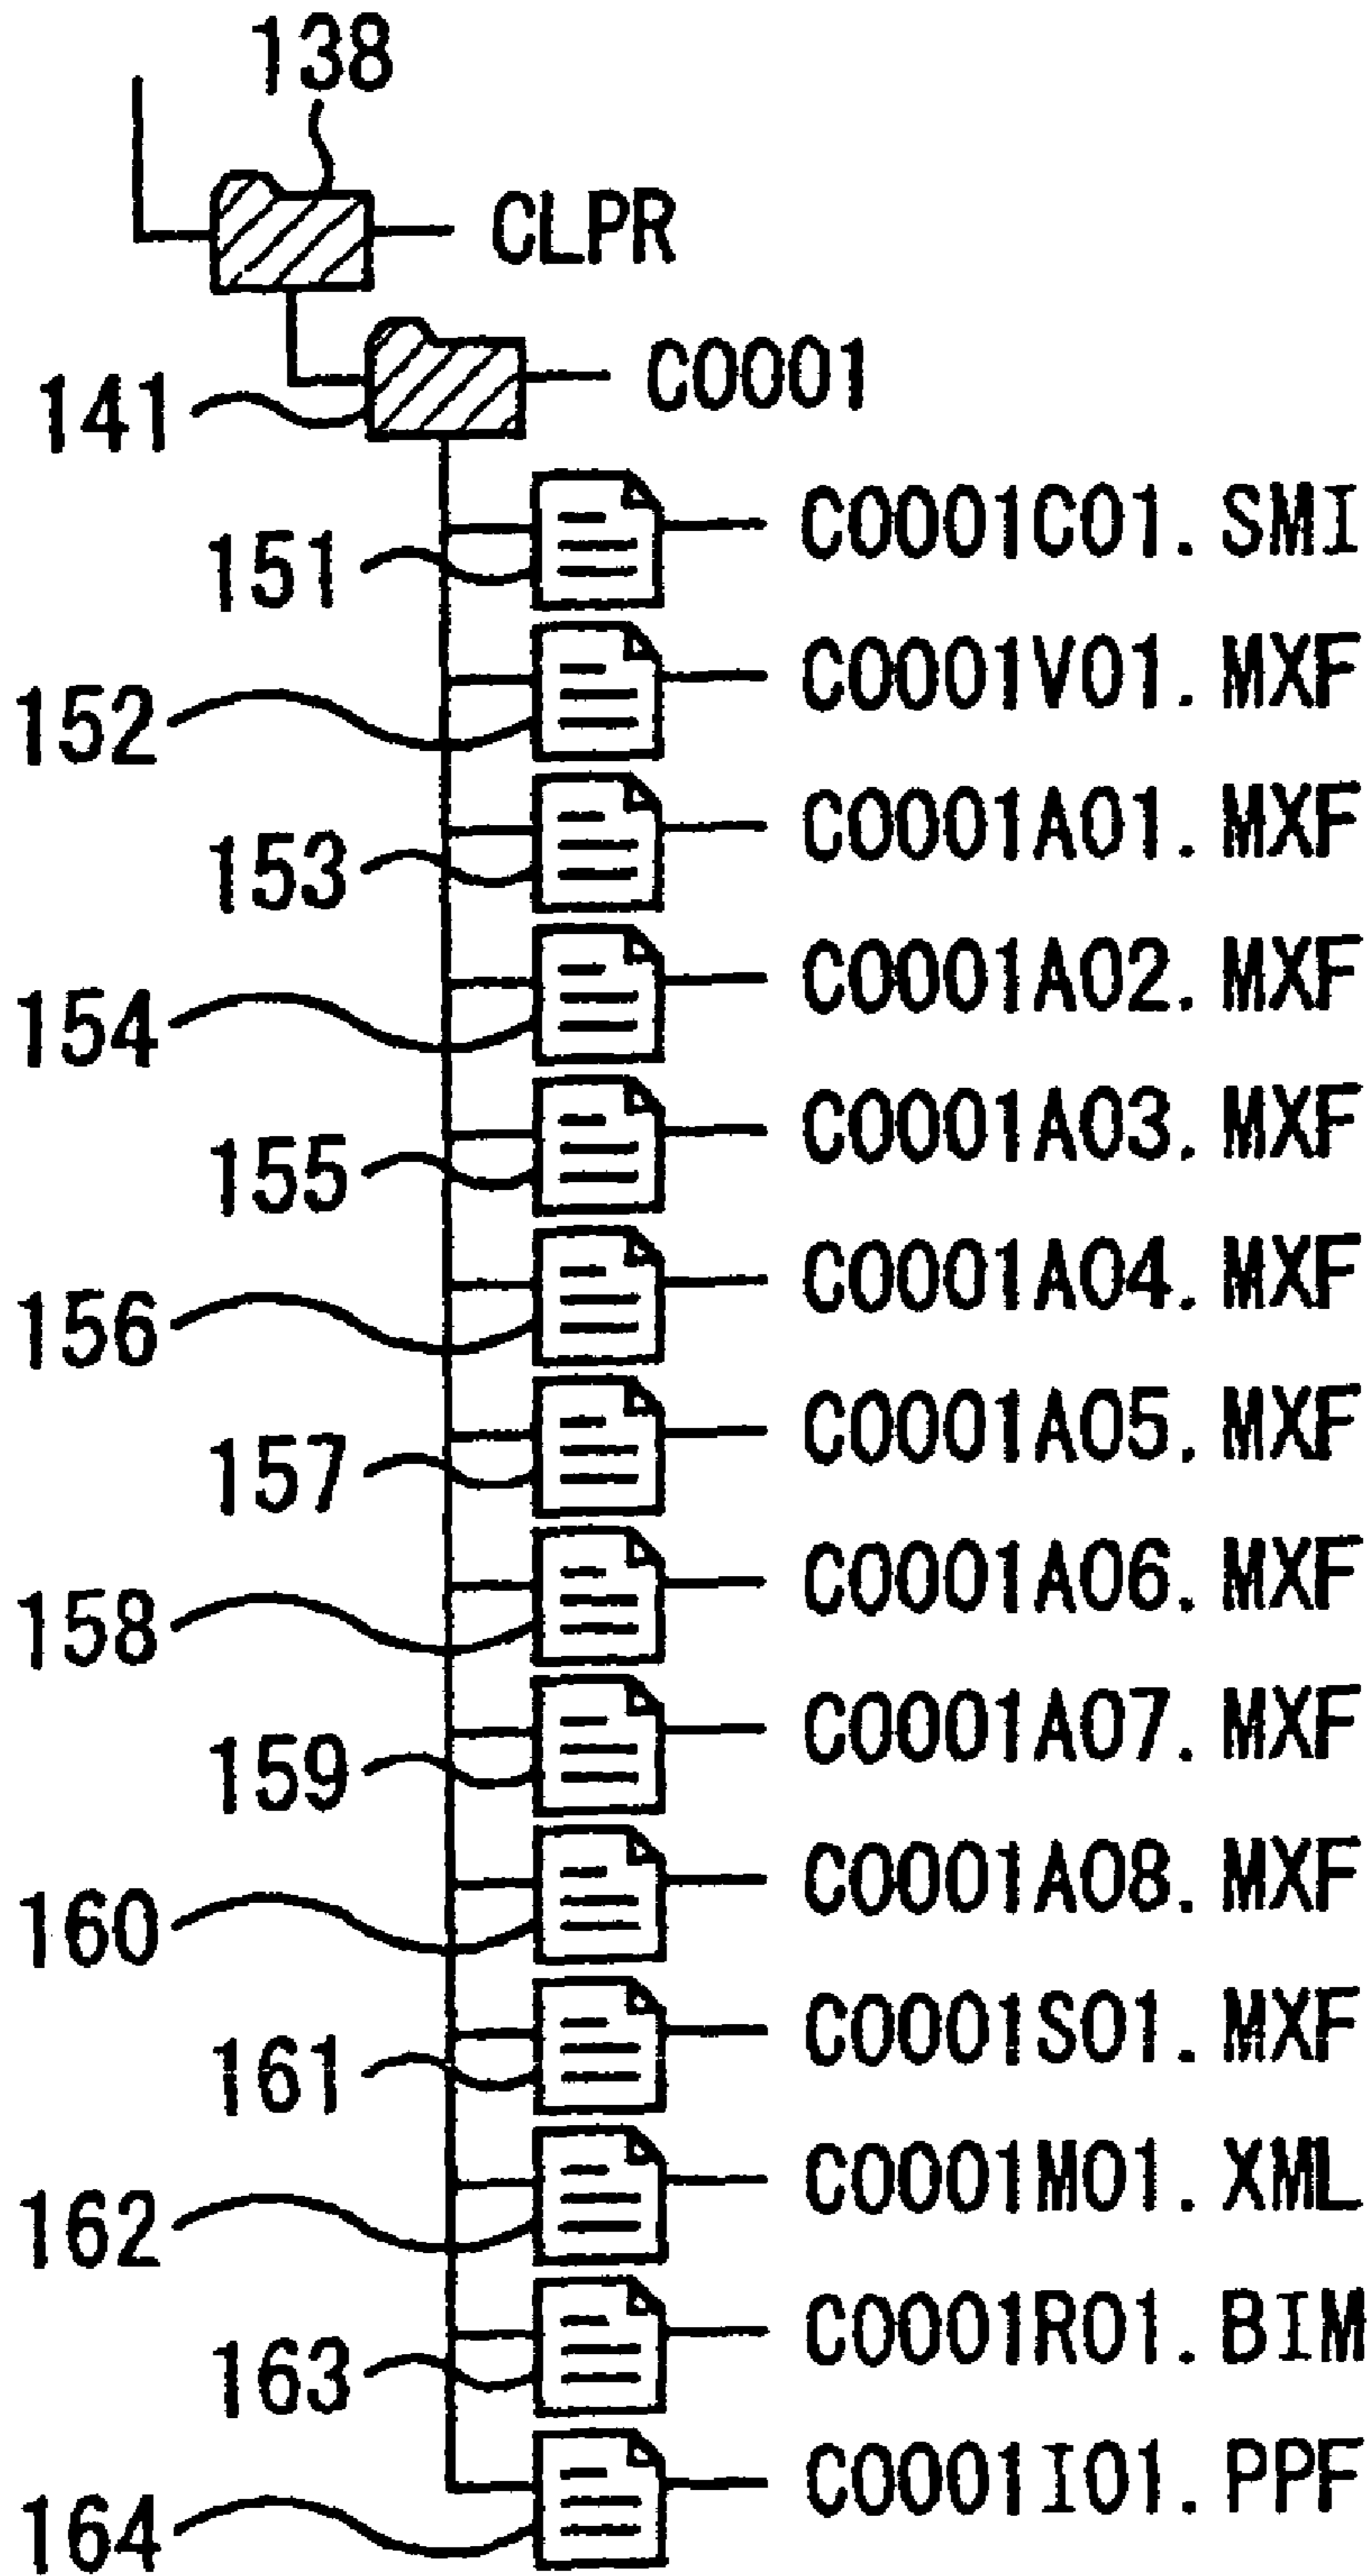 138
CLPR
141 C0001
151 C0001C01.SMI
152 C0001V01.MXF
153 C0001A01.MXF
154 C0001A02.MXF
155 C0001A03.MXF
156 C0001A04.MXF
157 C0001A05.MXF
158 C0001A06.MXF
159 C0001A07.MXF
160 C0001A08.MXF
161 C0001S01.MXF
162 C0001M01.XML
163 C0001R01.BIM
164 C0001I01.PPF